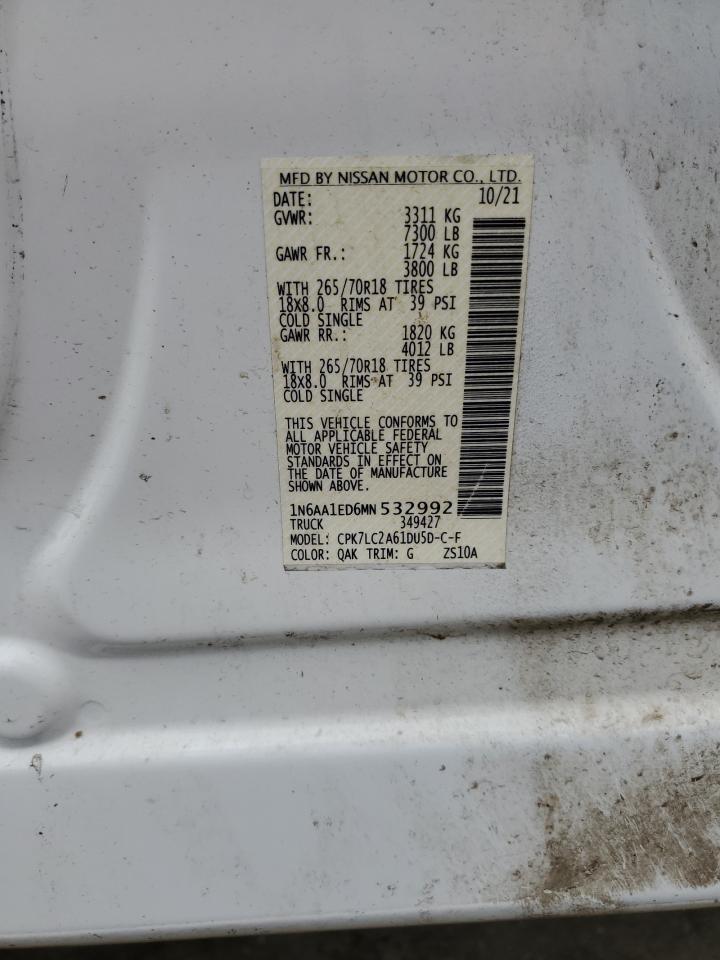 MFD BY NISSAN MOTOR CO., LTD.
DATE: 10/21
GVWR: 3311 KG
7300 LB
GAWR FR.: 1724 KG
3800 LB
WITH 265/70R18 TIRES
18X8.0 RIMS AT 39 PSI
COLD SINGLE
GAWR RR.: 1820 KG
4012 LB
WITH 265/70R18 TIRES
18X8.0 RIMS AT 39 PSI
COLD SINGLE
THIS VEHICLE CONFORMS TO
ALL APPLICABLE FEDERAL
MOTOR VEHICLE SAFETY
STANDARDS IN EFFECT ON
THE DATE OF MANUFACTURE
SHOWN ABOVE.
1N6AA1ED6MN532992
TRUCK 349427
MODEL: CPK7LC2A61DU5D-C-F
COLOR: QAK TRIM: G ZS10A